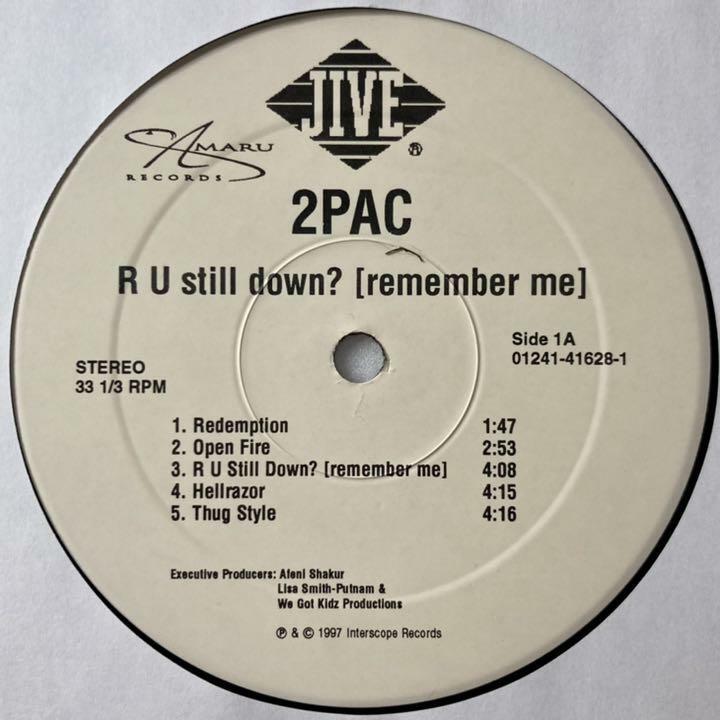 JIVE
®
AMARU
RECORDS
2PAC
R U still down? [remember me]
Side 1A
01241-41628-1
STEREO
33 1/3 RPM
1. Redemption 1:47
2. Open Fire 2:53
3. R U Still Down? [remember me] 4:08
4. Hellrazor 4:15
5. Thug Style 4:16
Executive Producers: Afeni Shakur
Lisa Smith-Putnam &
We Got Kidz Productions
℗ & © 1997 Interscope Records